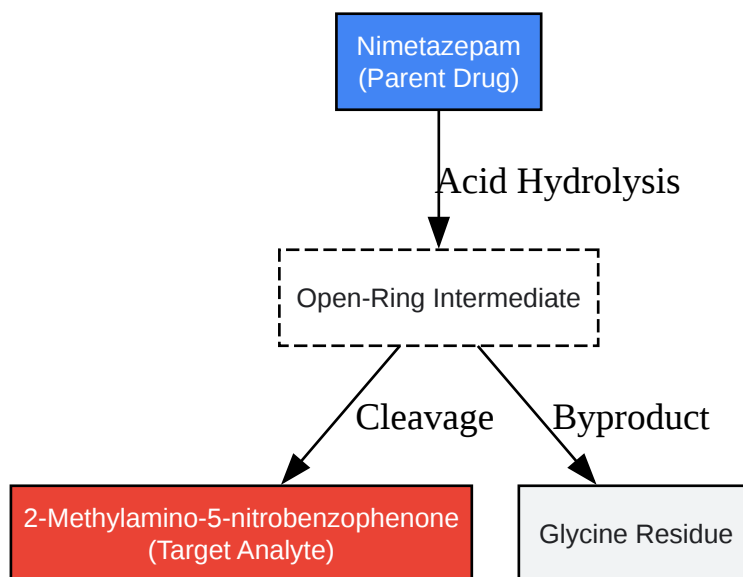 Nimetazepam
(Parent Drug)
Acid Hydrolysis
Open-Ring Intermediate
Cleavage
Byproduct
2-Methylamino-5-nitrobenzophenone
(Target Analyte)
Glycine Residue